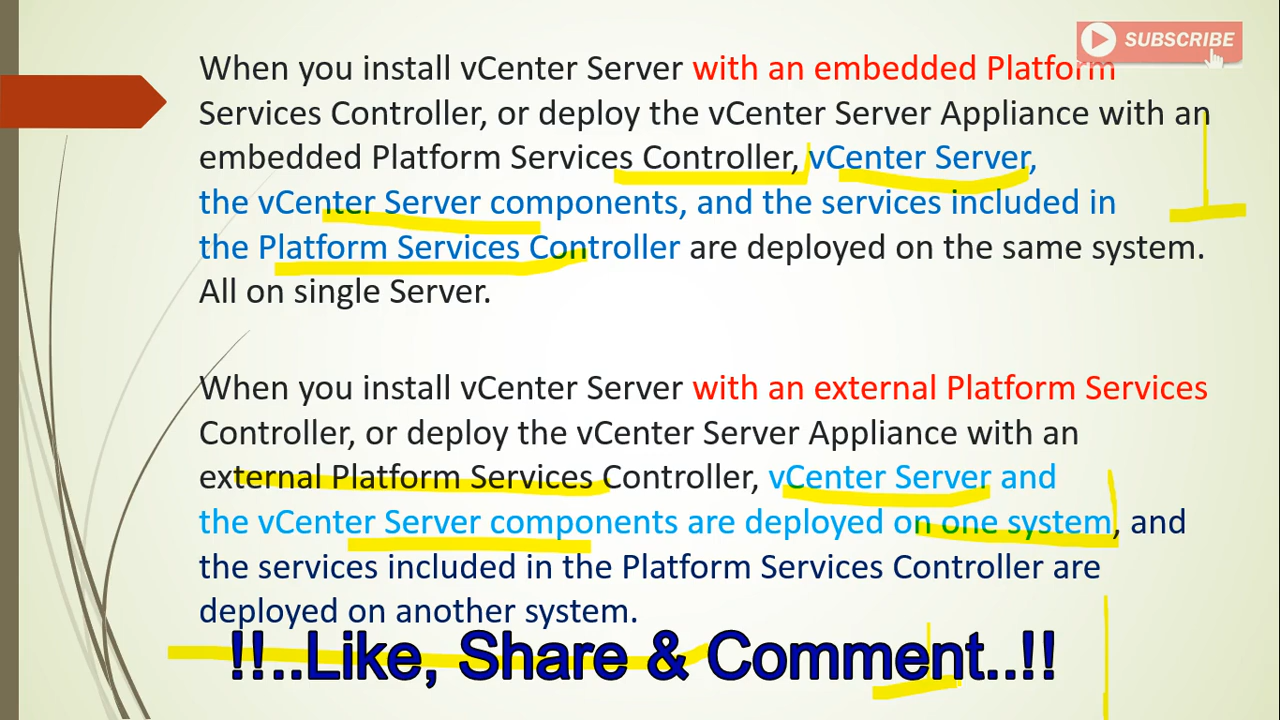 SUBSCRIBE
When you install vCenter Server with an embedded Platform
Services Controller, or deploy the vCenter Server Appliance with an
embedded Platform Services Controller, vCenter Server,
the vCenter Server components, and the services included in
the Platform Services Controller are deployed on the same system.
All on single Server.
When you install vCenter Server with an external Platform Services
Controller, or deploy the vCenter Server Appliance with an
external Platform Services Controller, vCenter Server and
the vCenter Server components are deployed on one system, and
the services included in the Platform Services Controller are
deployed on another system.
!!..Like, Share & Comment..!!